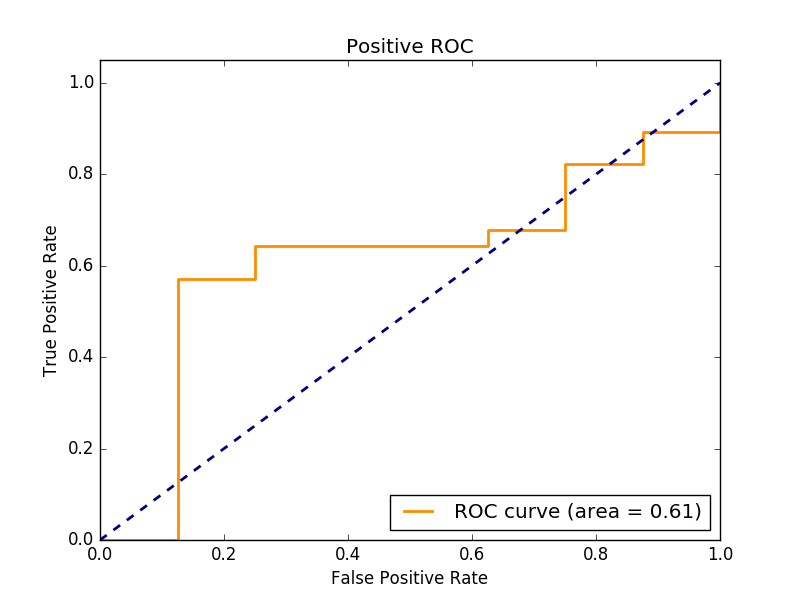 Positive ROC
1.0
0.8
0.6
0.4
0.2
0.0
True Positive Rate
ROC curve (area = 0.61)
0.0 0.2 0.4 0.6 0.8 1.0
False Positive Rate